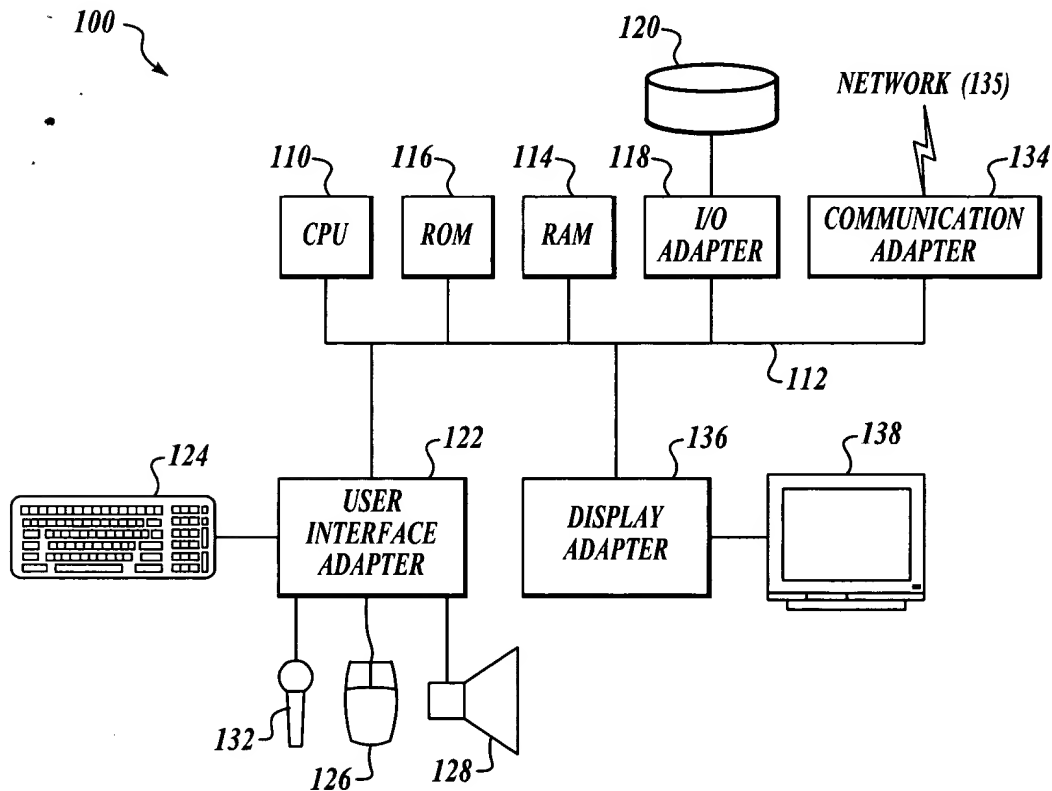 100
120
NETWORK (135)
110
116
114
118
134
CPU
ROM
RAM
I/O
ADAPTER
COMMUNICATION
ADAPTER
112
124
122
136
138
USER
INTERFACE
ADAPTER
DISPLAY
ADAPTER
132
126
128